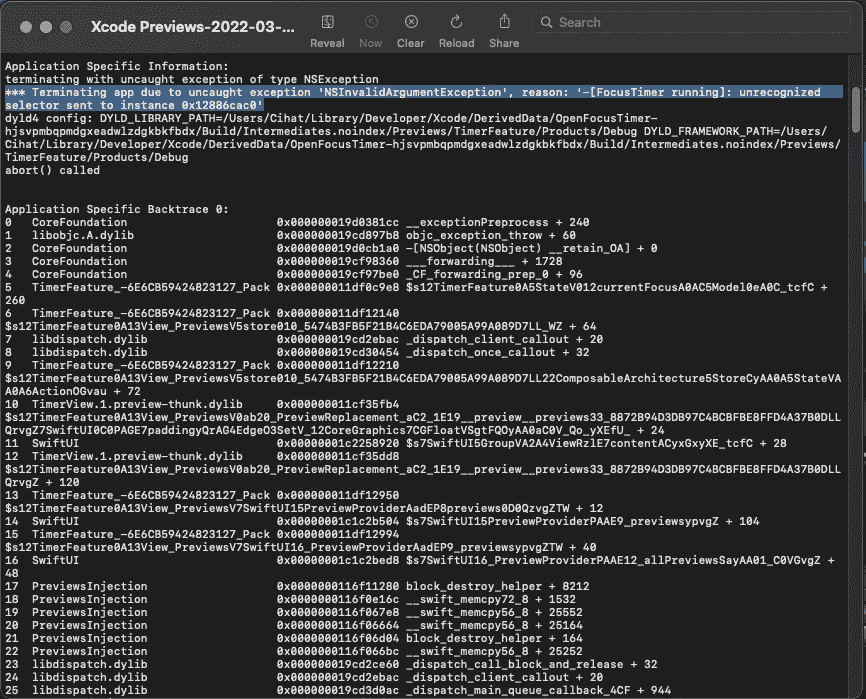 Xcode Previews-2022-03-...
Reveal Now Clear Reload Share
Search
Application Specific Information:
terminating with uncaught exception of type NSException
*** Terminating app due to uncaught exception 'NSInvalidArgumentException', reason: '-[FocusTimer running]: unrecognized
selector sent to instance 0x12886cac0'
dyld4 config: DYLD_LIBRARY_PATH=/Users/Cihat/Library/Developer/Xcode/DerivedData/OpenFocusTimer-
hjsvpmbqpmdgxeadwlzdgkbkfbdx/Build/Intermediates.noindex/Previews/TimerFeature/Products/Debug DYLD_FRAMEWORK_PATH=/Users/
Cihat/Library/Developer/Xcode/DerivedData/OpenFocusTimer-hjsvpmbqpmdgxeadwlzdgkbkfbdx/Build/Intermediates.noindex/Previews/
TimerFeature/Products/Debug
abort() called
Application Specific Backtrace 0:
0 CoreFoundation 0x000000019d0381cc __exceptionPreprocess + 240
1 libobjc.A.dylib 0x000000019cd897b8 objc_exception_throw + 60
2 CoreFoundation 0x000000019d0cb1a0 -[NSObject(NSObject) __retain_OA] + 0
3 CoreFoundation 0x000000019cf98360 ___forwarding___ + 1728
4 CoreFoundation 0x000000019cf97be0 _CF_forwarding_prep_0 + 96
5 TimerFeature_-6E6CB59424823127_Pack 0x000000011df0c9e8 $s12TimerFeature0A5StateV012currentFocusA0AC5Model0eA0C_tcfC +
260
6 TimerFeature_-6E6CB59424823127_Pack 0x000000011df12140
$s12TimerFeature0A13View_PreviewsV5store010_5474B3FB5F21B4C6EDA79005A99A089D7LL_WZ + 64
7 libdispatch.dylib 0x000000019cd2ebac _dispatch_client_callout + 20
8 libdispatch.dylib 0x000000019cd30454 _dispatch_once_callout + 32
9 TimerFeature_-6E6CB59424823127_Pack 0x000000011df12210
$s12TimerFeature0A13View_PreviewsV5store010_5474B3FB5F21B4C6EDA79005A99A089D7LL22ComposableArchitecture5StoreCyAA0A5StateVA
A0A6ActionOGvau + 72
10 TimerView.1.preview-thunk.dylib 0x000000011cf35fb4
$s12TimerFeature0A13View_PreviewsV0ab20_PreviewReplacement_aC2_1E19__preview__previews33_8872B94D3DB97C4BCBFBE8FFD4A37B0DLL
QrvgZ7SwiftUI0C0PAGE7paddingyQrAG4EdgeO3SetV_12CoreGraphics7CGFloatVSgtFQOyAA0aC0V_Qo_yXEfU_ + 24
11 SwiftUI 0x00000001c2258920 $s7SwiftUI5GroupVA2A4ViewRzlE7contentACyxGxyXE_tcfC + 28
12 TimerView.1.preview-thunk.dylib 0x000000011cf35dd8
$s12TimerFeature0A13View_PreviewsV0ab20_PreviewReplacement_aC2_1E19__preview__previews33_8872B94D3DB97C4BCBFBE8FFD4A37B0DLL
QrvgZ + 120
13 TimerFeature_-6E6CB59424823127_Pack 0x000000011df12950
$s12TimerFeature0A13View_PreviewsV7SwiftUI15PreviewProviderAadEP8previews0D0QzvgZTW + 12
14 SwiftUI 0x00000001c1c2b504 $s7SwiftUI15PreviewProviderPAAE9_previewsypvgZ + 104
15 TimerFeature_-6E6CB59424823127_Pack 0x000000011df12994
$s12TimerFeature0A13View_PreviewsV7SwiftUI16_PreviewProviderAadEP9_previewsypvgZTW + 40
16 SwiftUI 0x00000001c1c2bed8 $s7SwiftUI16_PreviewProviderPAAE12_allPreviewsSayAA01_C0VGvgZ +
48
17 PreviewsInjection 0x0000000116f11280 block_destroy_helper + 8212
18 PreviewsInjection 0x0000000116f0e16c __swift_memcpy72_8 + 1532
19 PreviewsInjection 0x0000000116f067e8 __swift_memcpy56_8 + 25552
20 PreviewsInjection 0x0000000116f06664 __swift_memcpy56_8 + 25164
21 PreviewsInjection 0x0000000116f06d04 block_destroy_helper + 164
22 PreviewsInjection 0x0000000116f066bc __swift_memcpy56_8 + 25252
23 libdispatch.dylib 0x000000019cd2ce60 _dispatch_call_block_and_release + 32
24 libdispatch.dylib 0x000000019cd2ebac _dispatch_client_callout + 20
25 libdispatch.dylib 0x000000019cd3d0ac _dispatch_main_queue_callback_4CF + 944